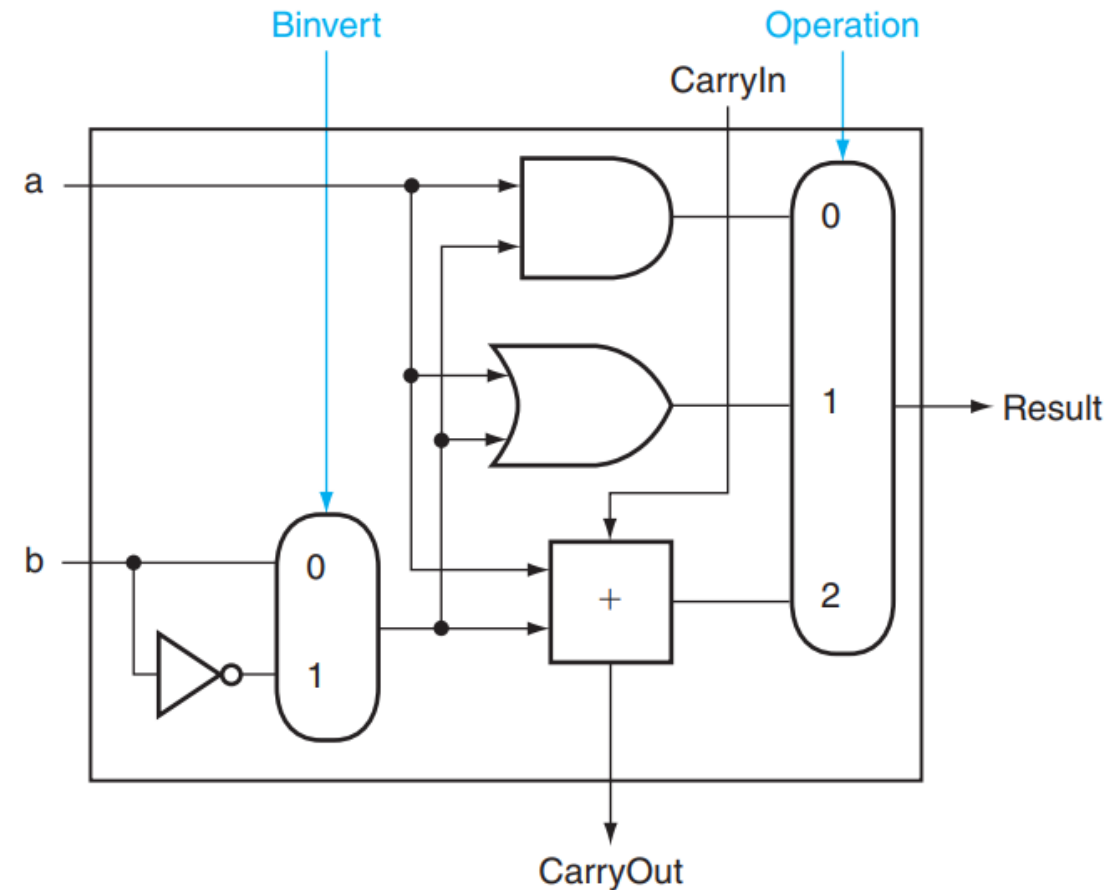 Binvert
Operation
CarryIn
a
0
1
Result
b
0
+
2
1
CarryOut